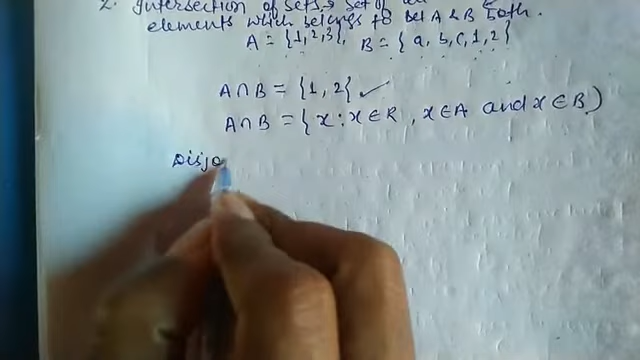 2. Intersection of Sets → Set of all
elements which belongs to set A & B both.
A = {1, 2, 3}, B = {a, b, c, 1, 2}
A ∩ B = {1, 2} ✓
A ∩ B = {x : x ∈ R, x ∈ A and x ∈ B)
Disjo